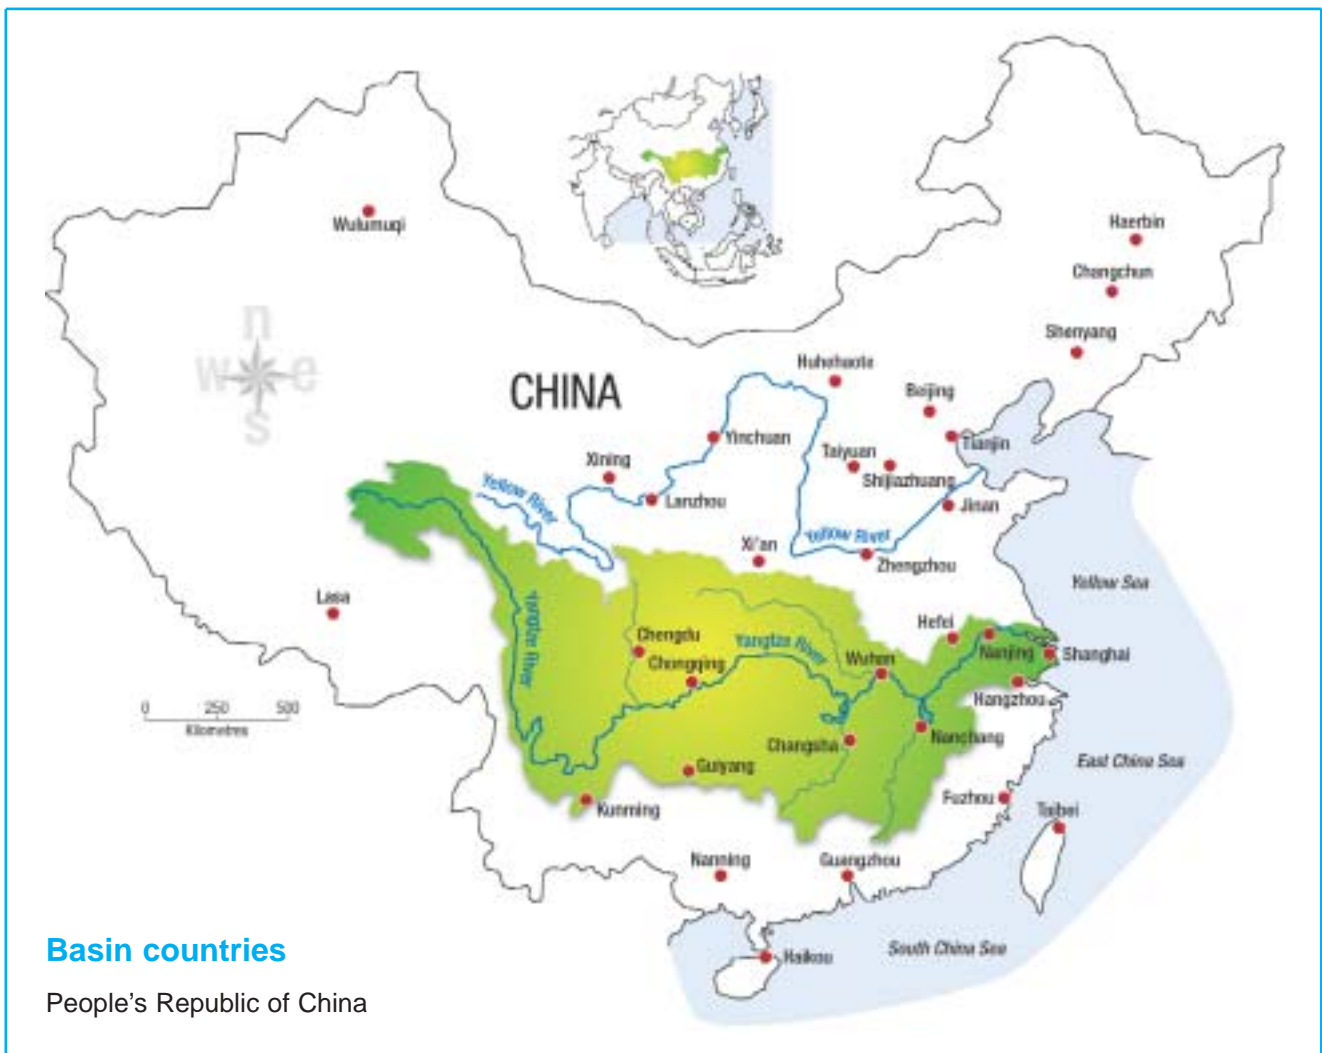 Wulumuqi
Haerbin
Changchun
Shenyang
n
w e
s
CHINA
Huhehaote
Beijing
Tianjin
Yinchuan
Taiyuan
Shijiazhuang
Xining
Yellow River
Lanzhou
Jinan
Yellow River
Xi'an
Zhengzhou
Yellow Sea
Lasa
Yangtze River
Chengdu
Chongqing
Yangtze River
Wuhan
Hefei
Nanjing
Shanghai
Hangzhou
0 250 500
Kilometres
Changsha
Nanchang
East China Sea
Guiyang
Kunming
Fuzhou
Taibei
Nanning
Guangzhou
South China Sea
Haikou
Basin countries
People's Republic of China